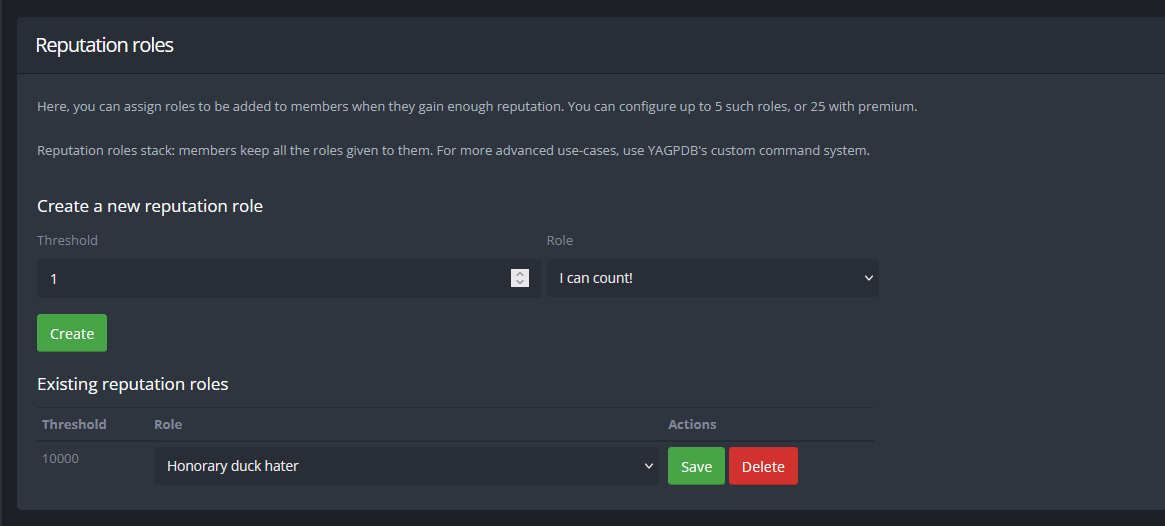 Reputation roles
Here, you can assign roles to be added to members when they gain enough reputation. You can configure up to 5 such roles, or 25 with premium.
Reputation roles stack: members keep all the roles given to them. For more advanced use-cases, use YAGPDB's custom command system.
Create a new reputation role
Threshold Role
1 I can count!
Create
Existing reputation roles
Threshold Role Actions
10000 Honorary duck hater Save Delete